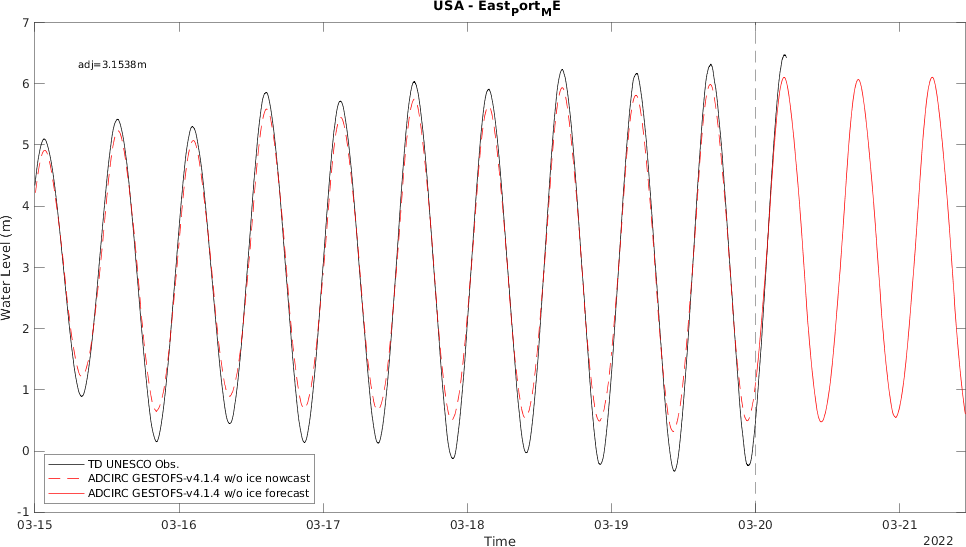 USA - EastPortME
adj=3.1538m
7
6
5
4
3
2
1
0
-1
Water Level (m)
TD UNESCO Obs.
ADCIRC GESTOFS-v4.1.4 w/o ice nowcast
ADCIRC GESTOFS-v4.1.4 w/o ice forecast
03-15 03-16 03-17 03-18 03-19 03-20 03-21
Time
2022